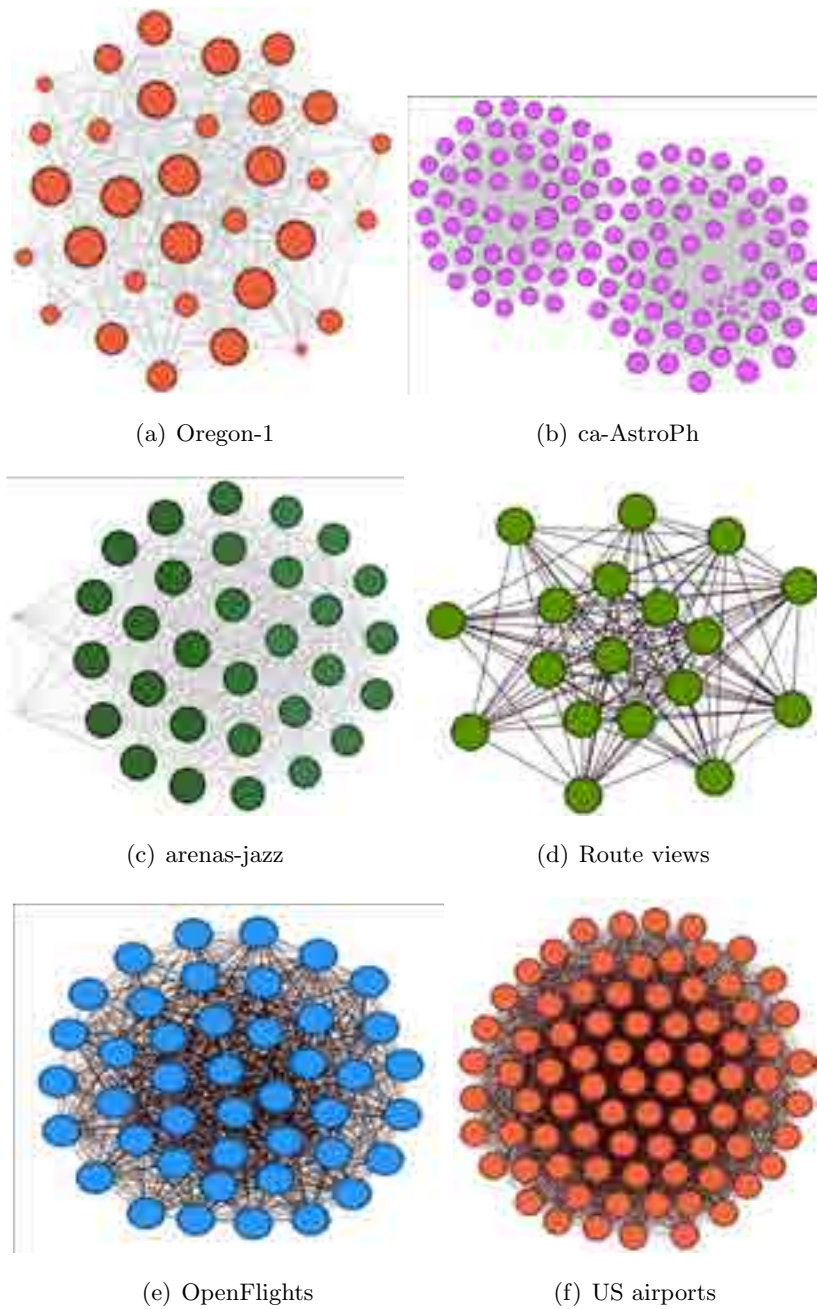 (a) Oregon-1
(b) ca-AstroPh
(c) arenas-jazz
(d) Route views
(e) OpenFlights
(f) US airports